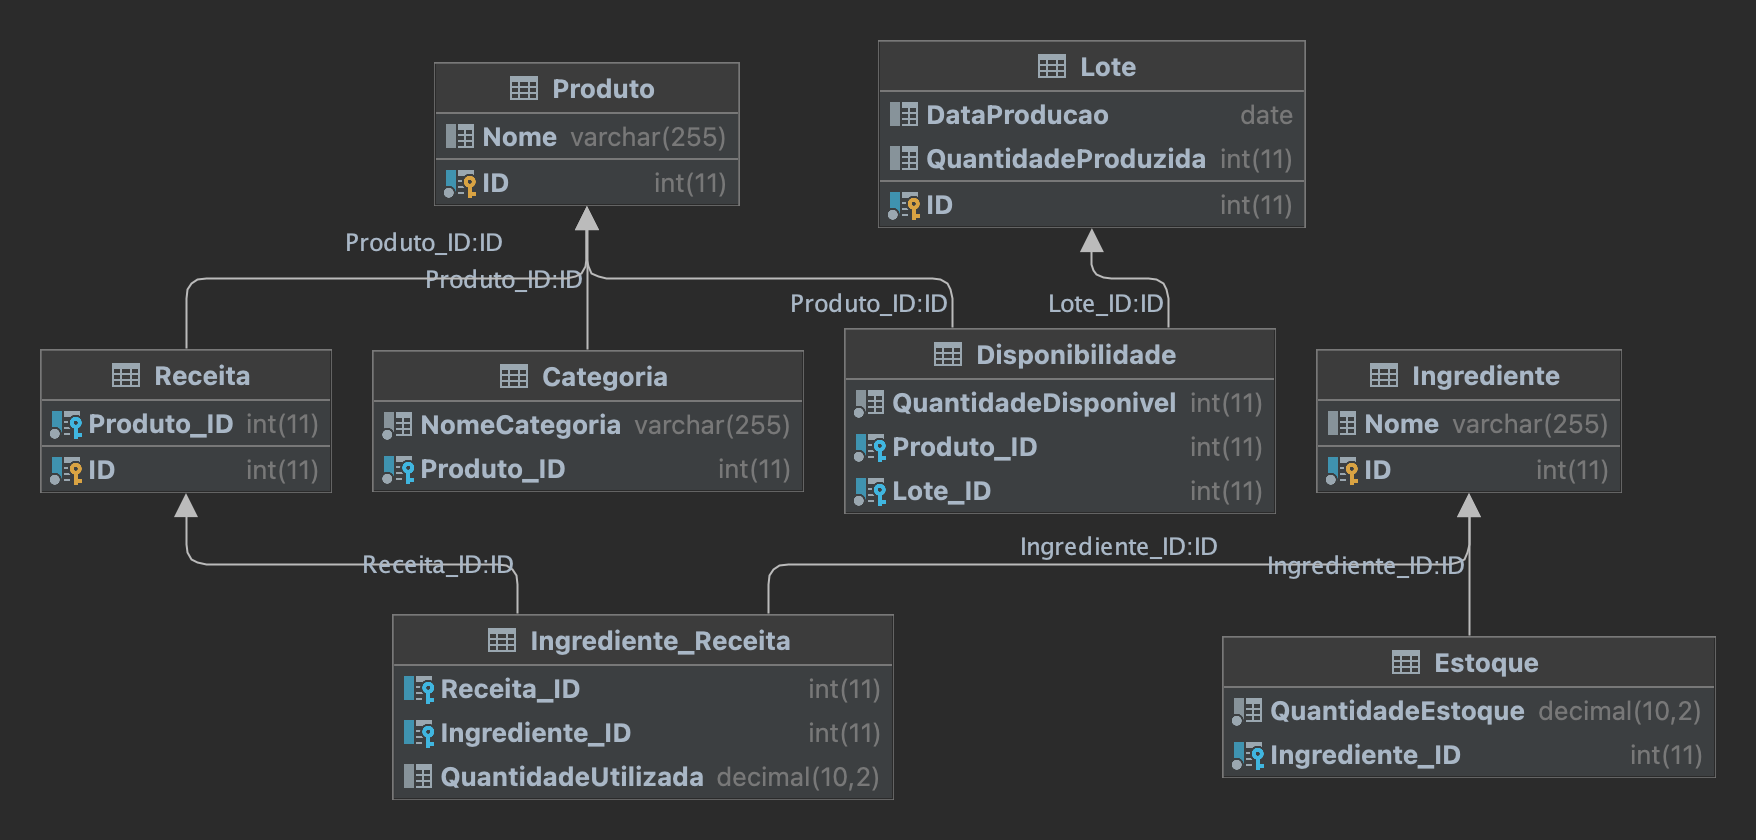 Produto
Nome varchar(255)
ID int(11)
Lote
DataProducao date
QuantidadeProduzida int(11)
ID int(11)
Produto_ID:ID
Produto_ID:ID
Produto_ID:ID
Lote_ID:ID
Receita
Produto_ID int(11)
ID int(11)
Categoria
NomeCategoria varchar(255)
Produto_ID int(11)
Disponibilidade
QuantidadeDisponivel int(11)
Produto_ID int(11)
Lote_ID int(11)
Ingrediente
Nome varchar(255)
ID int(11)
Receita_ID:ID
Ingrediente_ID:ID
Ingrediente_ID:ID
Ingrediente_Receita
Receita_ID int(11)
Ingrediente_ID int(11)
QuantidadeUtilizada decimal(10,2)
Estoque
QuantidadeEstoque decimal(10,2)
Ingrediente_ID int(11)